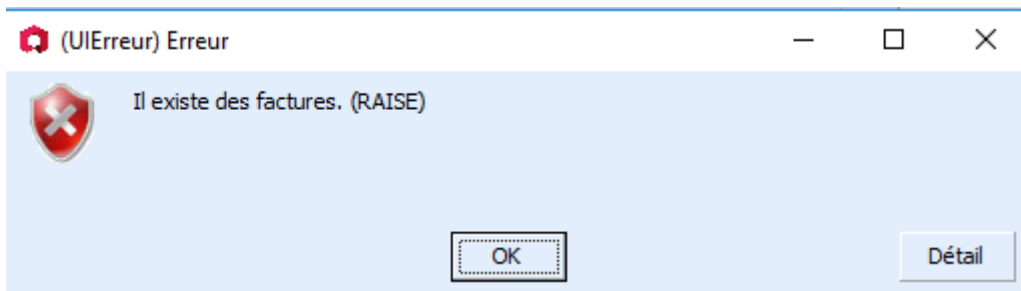 (UIErreur) Erreur
Il existe des factures. (RAISE)
OK
Détail